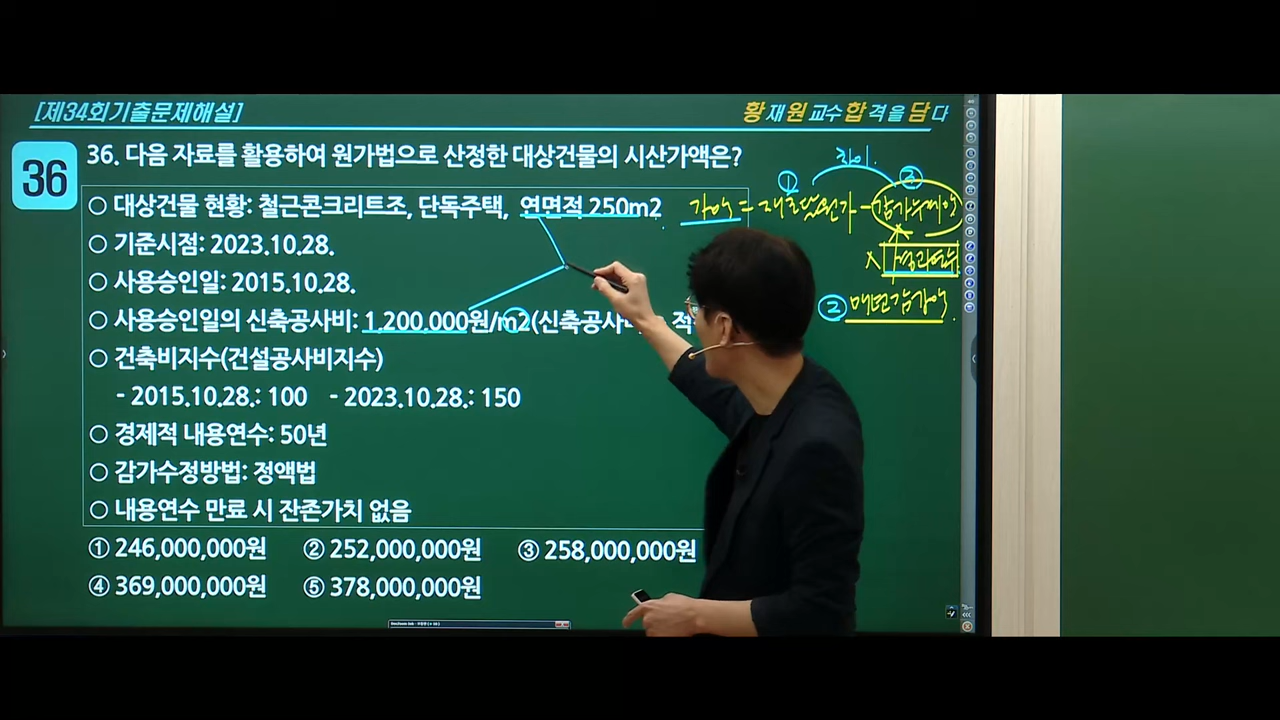 [제34회기출문제해설]
황재원교수합격을담다
36
36. 다음 자료를 활용하여 원가법으로 산정한 대상건물의 시산가액은?
○ 대상건물 현황: 철근콘크리트조, 단독주택, 연면적 250m2
가액 = 재조달원가 - 감가누계액
① ③
차이.
○ 기준시점: 2023.10.28.
× 경과연수
○ 사용승인일: 2015.10.28.
② 매년감가액.
○ 사용승인일의 신축공사비: 1,200,000원/m2(신축공사비
○ 건축비지수(건설공사비지수)
- 2015.10.28.: 100 - 2023.10.28.: 150
○ 경제적 내용연수: 50년
○ 감가수정방법: 정액법
○ 내용연수 만료 시 잔존가치 없음
① 246,000,000원 ② 252,000,000원 ③ 258,000,000원
④ 369,000,000원 ⑤ 378,000,000원